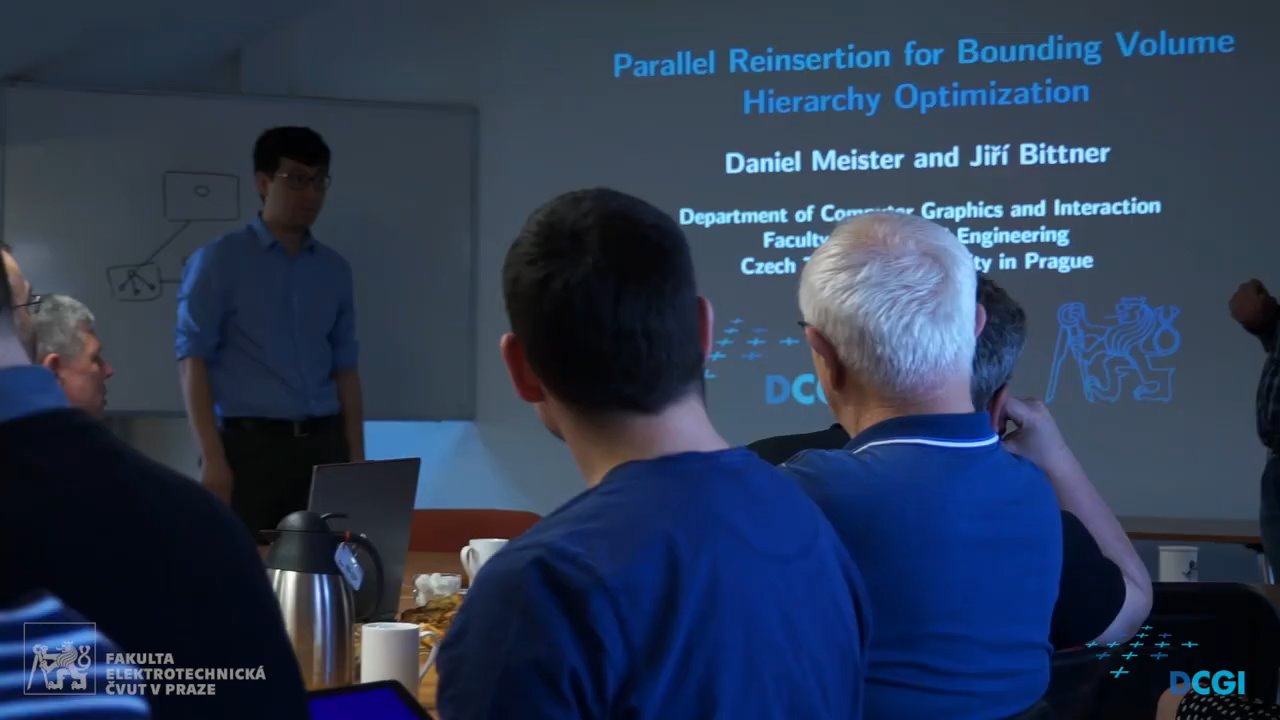 Parallel Reinsertion for Bounding Volume
Hierarchy Optimization
Daniel Meister and Jiří Bittner
Department of Computer Graphics and Interaction
Faculty Engineering
Czech in Prague
DC
FAKULTA
ELEKTROTECHNICKÁ
ČVUT V PRAZE
DCGI